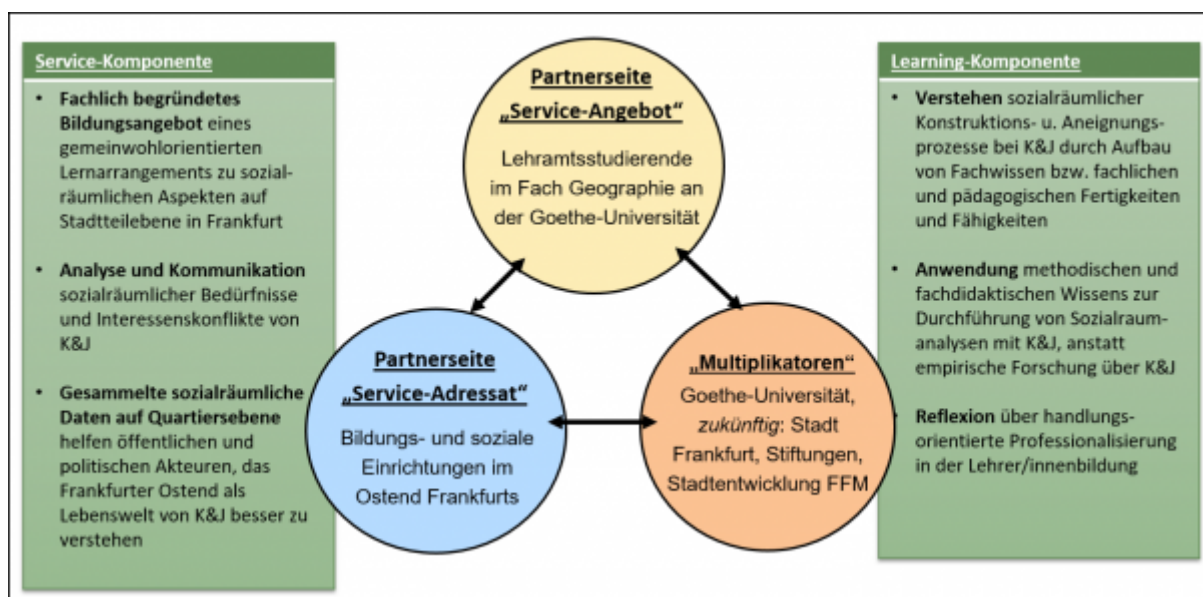 Service-Komponente
• Fachlich begründetes
Bildungsangebot eines
gemeinwohlorientierten
Lernarrangements zu sozial-
räumlichen Aspekten auf
Stadtteilebene in Frankfurt
• Analyse und Kommunikation
sozialräumlicher Bedürfnisse
und Interessenskonflikte von
K&J
• Gesammelte sozialräumliche
Daten auf Quartiersebene
helfen öffentlichen und
politischen Akteuren, das
Frankfurter Ostend als
Lebenswelt von K&J besser zu
verstehen
Partnerseite
„Service-Angebot“
Lehramtsstudierende
im Fach Geographie an
der Goethe-Universität
Partnerseite
„Service-Adressat“
Bildungs- und soziale
Einrichtungen im
Ostend Frankfurts
„Multiplikatoren“
Goethe-Universität,
zukünftig: Stadt
Frankfurt, Stiftungen,
Stadtentwicklung FFM
Learning-Komponente
• Verstehen sozialräumlicher
Konstruktions- u. Aneignungs-
prozesse bei K&J durch Aufbau
von Fachwissen bzw. fachlichen
und pädagogischen Fertigkeiten
und Fähigkeiten
• Anwendung methodischen und
fachdidaktischen Wissens zur
Durchführung von Sozialraum-
analysen mit K&J, anstatt
empirische Forschung über K&J
• Reflexion über handlungs-
orientierte Professionalisierung
in der Lehrer/innenbildung